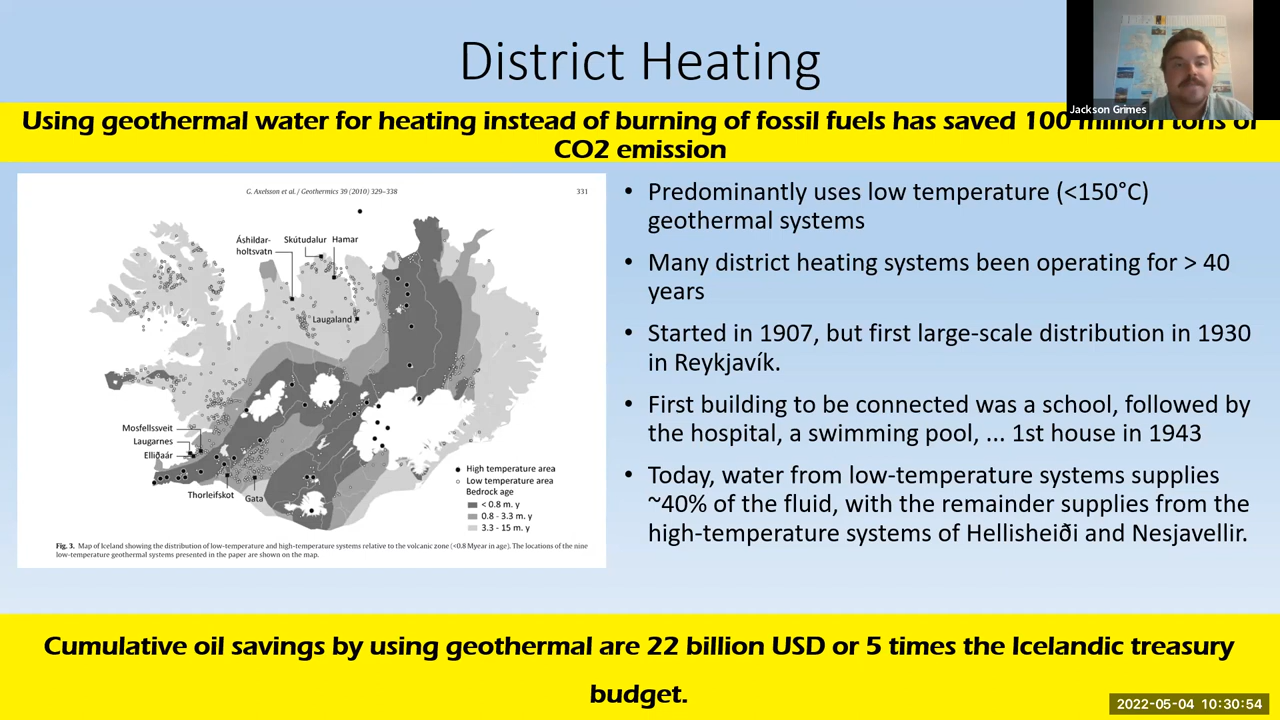 District Heating
Jackson Grimes
Using geothermal water for heating instead of burning of fossil fuels has saved 100 million tons of
CO2 emission
G. Axelsson et al. / Geothermics 39 (2010) 329–338
331
Áshildar-
holtsvatn
Skútudalur
Hamar
Laugaland
Mosfellssveit
Laugarnes
Elliðaár
Thorleifskot
Gata
High temperature area
Low temperature area
Bedrock age
< 0.8 m. y
0.8 - 3.3 m. y
3.3 - 15 m. y
Fig. 3. Map of Iceland showing the distribution of low-temperature and high-temperature systems relative to the volcanic zone (<0.8 Myear in age). The locations of the nine
low-temperature geothermal systems presented in the paper are shown on the map.
• Predominantly uses low temperature (<150°C)
geothermal systems
• Many district heating systems been operating for > 40
years
• Started in 1907, but first large-scale distribution in 1930
in Reykjavík.
• First building to be connected was a school, followed by
the hospital, a swimming pool, ... 1st house in 1943
• Today, water from low-temperature systems supplies
~40% of the fluid, with the remainder supplies from the
high-temperature systems of Hellisheiði and Nesjavellir.
Cumulative oil savings by using geothermal are 22 billion USD or 5 times the Icelandic treasury
budget.
2022-05-04 10:30:54